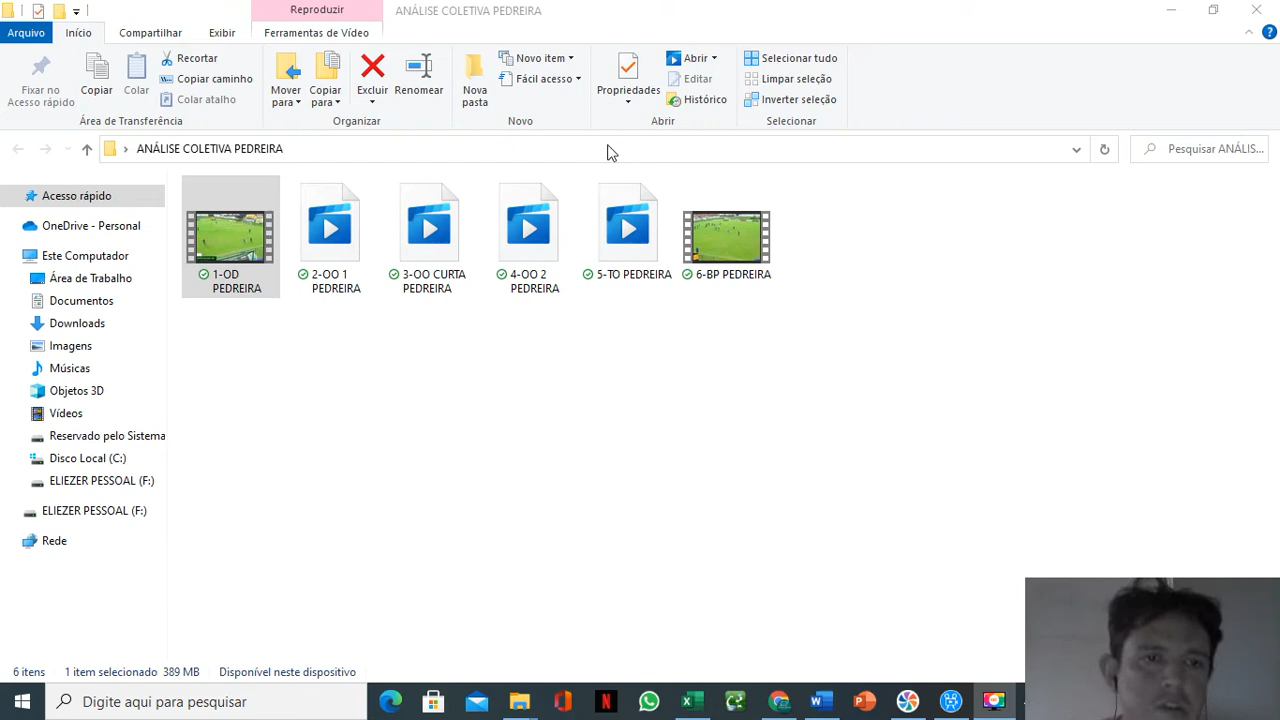 Reproduzir
ANÁLISE COLETIVA PEDREIRA
Arquivo
Início
Compartilhar
Exibir
Ferramentas de Vídeo
Fixar no
Acesso rápido
Copiar
Colar
Recortar
Copiar caminho
Colar atalho
Área de Transferência
Mover
para
Copiar
para
Excluir
Renomear
Organizar
Nova
pasta
Novo item
Fácil acesso
Novo
Propriedades
Abrir
Editar
Histórico
Abrir
Selecionar tudo
Limpar seleção
Inverter seleção
Selecionar
ANÁLISE COLETIVA PEDREIRA
Pesquisar ANÁLIS...
Acesso rápido
OneDrive - Personal
Este Computador
Área de Trabalho
Documentos
Downloads
Imagens
Músicas
Objetos 3D
Vídeos
Reservado pelo Sistema
Disco Local (C:)
ELIEZER PESSOAL (F:)
ELIEZER PESSOAL (F:)
Rede
1-OD
PEDREIRA
2-OO 1
PEDREIRA
3-OO CURTA
PEDREIRA
4-OO 2
PEDREIRA
5-TO PEDREIRA
6-BP PEDREIRA
6 itens
1 item selecionado 389 MB
Disponível neste dispositivo
Digite aqui para pesquisar